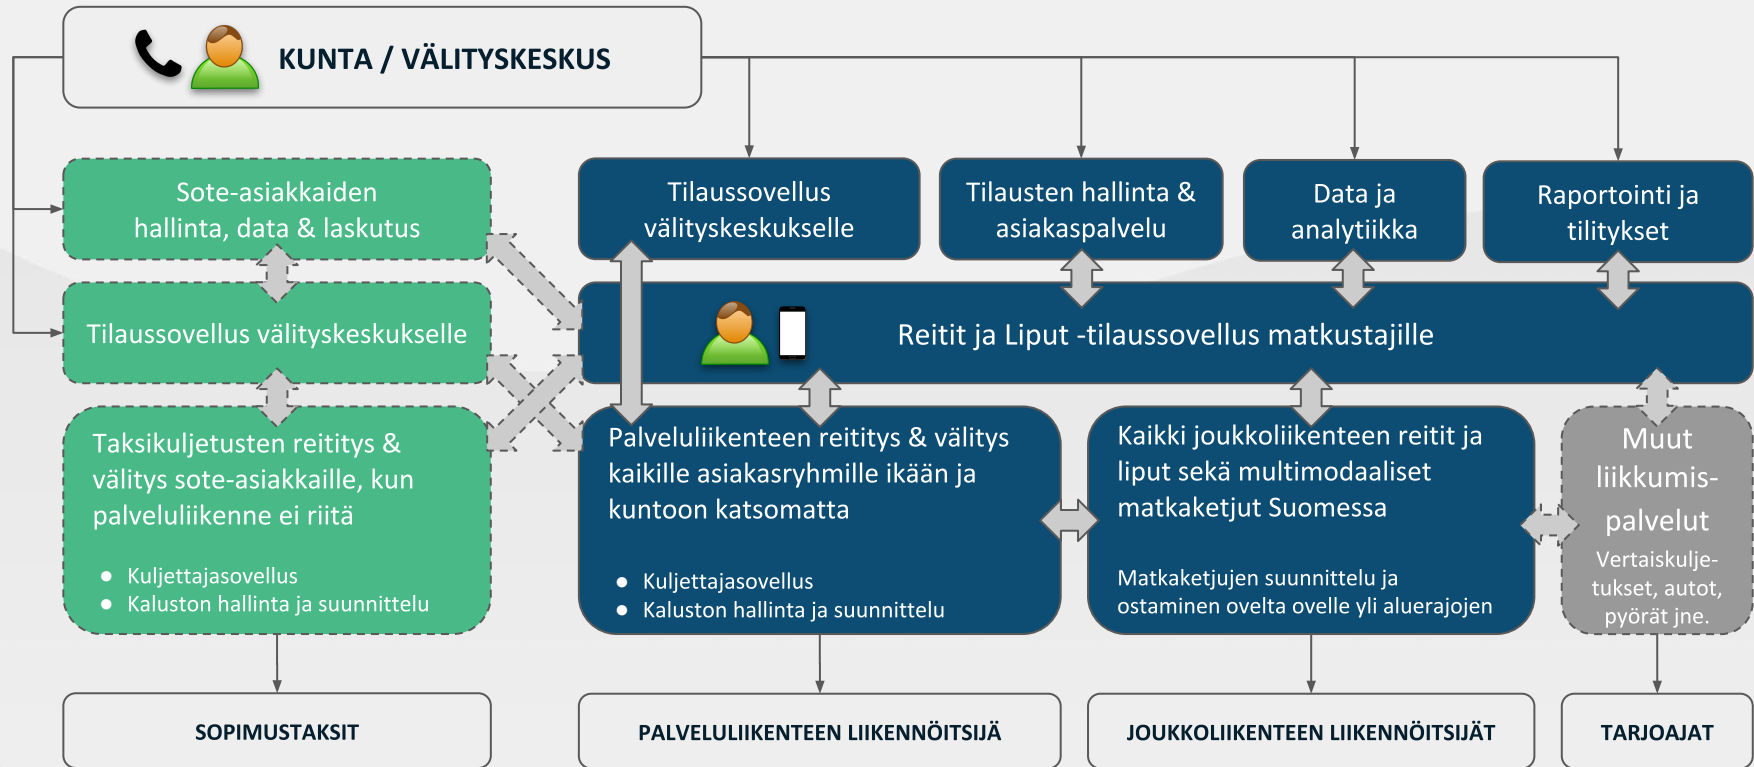 KUNTA / VÄLITYSKESKUS
Sote-asiakkaiden
hallinta, data & laskutus
Tilaussovellus
välityskeskukselle
Tilausten hallinta &
asiakaspalvelu
Data ja
analytiikka
Raportointi ja
tilitykset
Tilaussovellus välityskeskukselle
Reitit ja Liput -tilaussovellus matkustajille
Taksikuljetusten reititys &
välitys sote-asiakkaille, kun
palveluliikenne ei riitä
● Kuljettajasovellus
● Kaluston hallinta ja suunnittelu
Palveluliikenteen reititys & välitys
kaikille asiakasryhmille ikään ja
kuntoon katsomatta
● Kuljettajasovellus
● Kaluston hallinta ja suunnittelu
Kaikki joukkoliikenteen reitit ja
liput sekä multimodaaliset
matkaketjut Suomessa
Matkaketjujen suunnittelu ja
ostaminen ovelta ovelle yli aluerajojen
Muut
liikkumis-
palvelut
Vertaiskulje-
tukset, autot,
pyörät jne.
SOPIMUSTAKSIT
PALVELULIIKENTEEN LIIKENNÖITSIJÄ
JOUKKOLIIKENTEEN LIIKENNÖITSIJÄT
TARJOAJAT